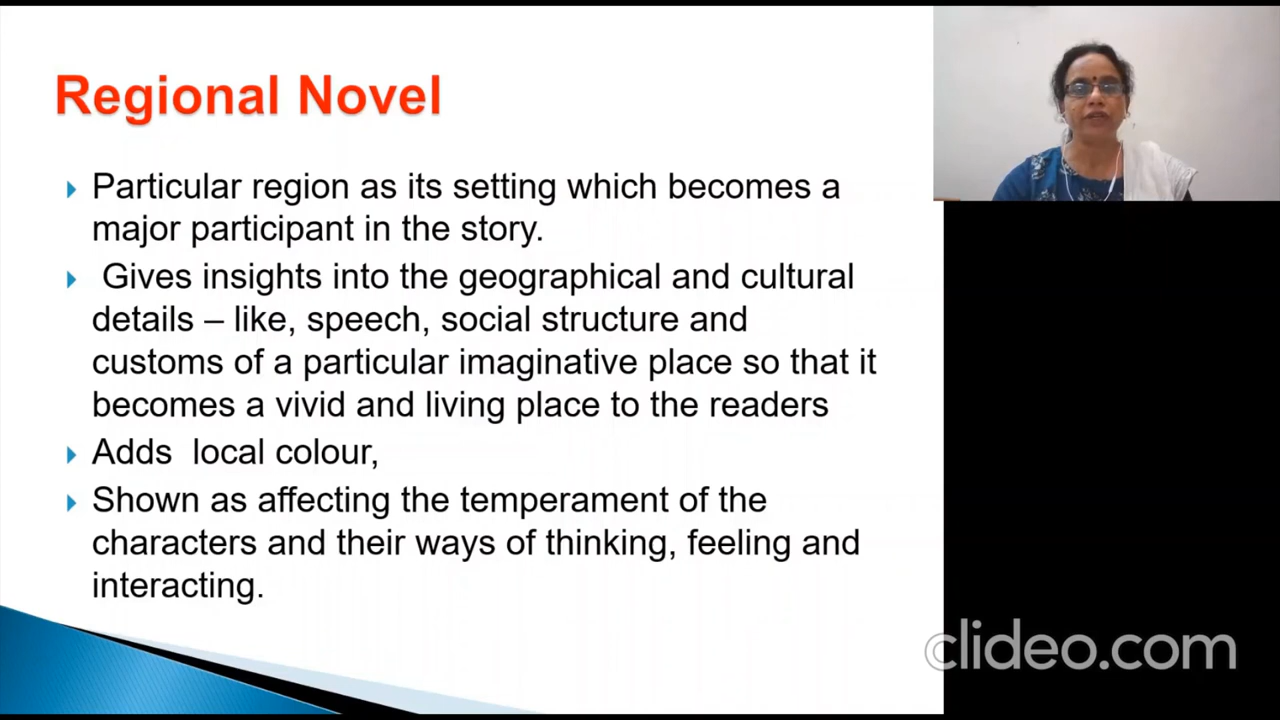 Regional Novel
Particular region as its setting which becomes a
major participant in the story.
Gives insights into the geographical and cultural
details – like, speech, social structure and
customs of a particular imaginative place so that it
becomes a vivid and living place to the readers
Adds  local colour,
Shown as affecting the temperament of the
characters and their ways of thinking, feeling and
interacting.
clideo.com